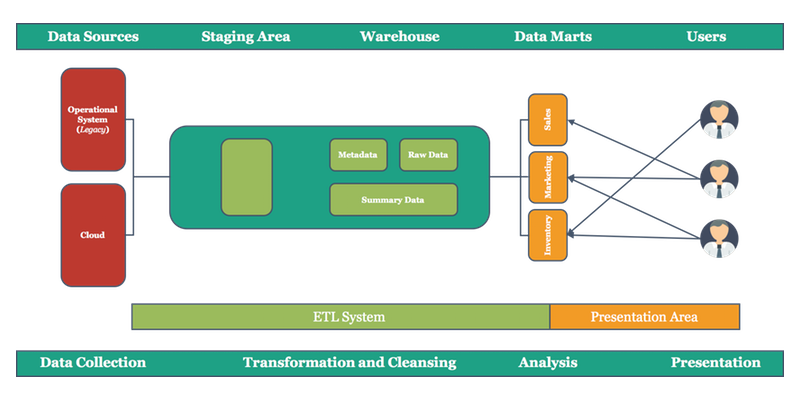 Data Sources
Staging Area
Warehouse
Data Marts
Users
Operational
System
(Legacy)
Cloud
Metadata
Raw Data
Summary Data
Sales
Marketing
Inventory
ETL System
Presentation Area
Data Collection
Transformation and Cleansing
Analysis
Presentation